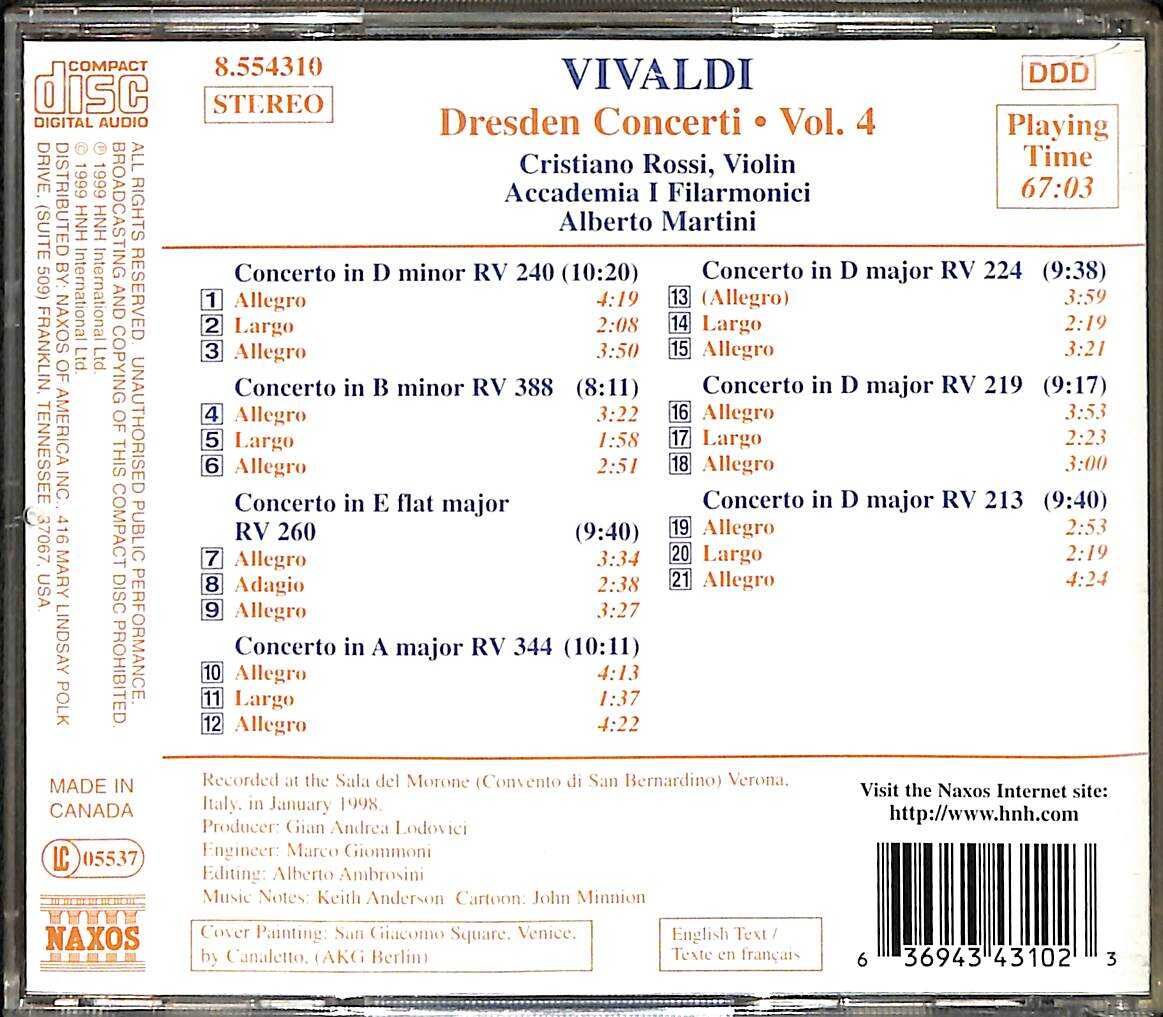 COMPACT
disc
DIGITAL AUDIO
8.554310
STEREO
VIVALDI
Dresden Concerti • Vol. 4
Cristiano Rossi, Violin
Accademia I Filarmonici
Alberto Martini
DDD
Playing
Time
67:03
Concerto in D minor RV 240 (10:20)
1 Allegro 4:19
2 Largo 2:08
3 Allegro 3:50
Concerto in B minor RV 388 (8:11)
4 Allegro 3:22
5 Largo 1:58
6 Allegro 2:51
Concerto in E flat major
RV 260 (9:40)
7 Allegro 3:34
8 Adagio 2:38
9 Allegro 3:27
Concerto in A major RV 344 (10:11)
10 Allegro 4:13
11 Largo 1:37
12 Allegro 4:22
Concerto in D major RV 224 (9:38)
13 (Allegro) 3:59
14 Largo 2:19
15 Allegro 3:21
Concerto in D major RV 219 (9:17)
16 Allegro 3:53
17 Largo 2:23
18 Allegro 3:00
Concerto in D major RV 213 (9:40)
19 Allegro 2:53
20 Largo 2:19
21 Allegro 4:24
ALL RIGHTS RESERVED. UNAUTHORISED PUBLIC PERFORMANCE,
BROADCASTING AND COPYING OF THIS COMPACT DISC PROHIBITED.
℗ 1999 HNH International Ltd.
© 1999 HNH International Ltd.
DISTRIBUTED BY: NAXOS OF AMERICA INC., 416 MARY LINDSAY POLK
DRIVE, (SUITE 509) FRANKLIN, TENNESSEE 37067, USA.
MADE IN
CANADA
LC 05537
NAXOS
Recorded at the Sala del Morone (Convento di San Bernardino) Verona,
Italy, in January 1998.
Producer: Gian Andrea Lodovici
Engineer: Marco Giommoni
Editing: Alberto Ambrosini
Music Notes: Keith Anderson Cartoon: John Minnion
Cover Painting: San Giacomo Square, Venice,
by Canaletto, (AKG Berlin)
English Text /
Texte en français
Visit the Naxos Internet site:
http://www.hnh.com
6 36943 43102 3